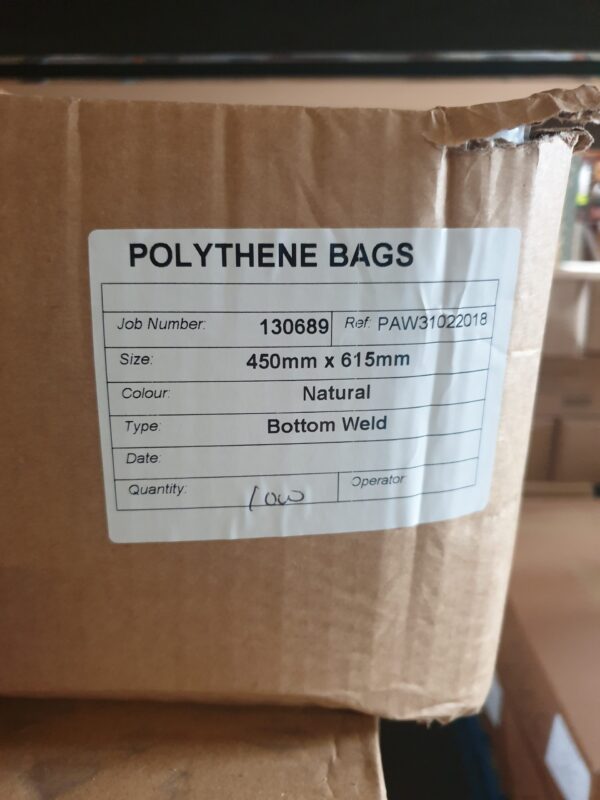 POLYTHENE BAGS
Job Number: 130689 Ref: PAW31022018
Size: 450mm x 615mm
Colour: Natural
Type: Bottom Weld
Date:
Quantity: 1000 Operator: